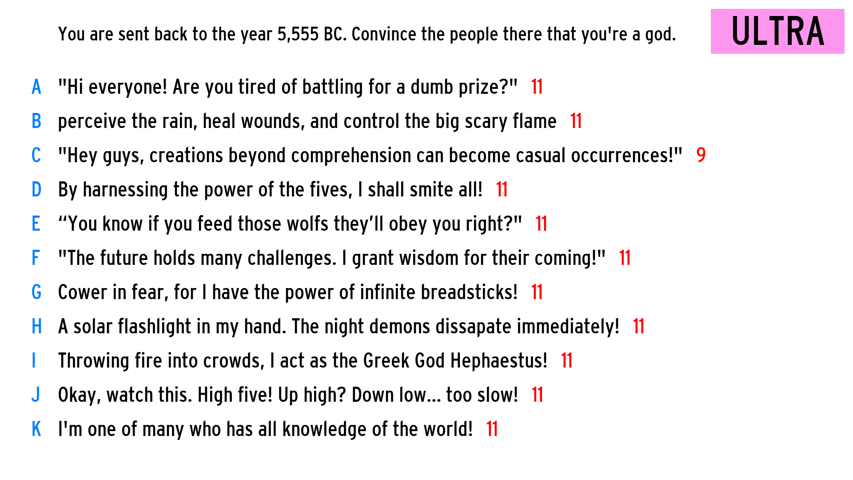 You are sent back to the year 5,555 BC. Convince the people there that you're a god.
ULTRA
A "Hi everyone! Are you tired of battling for a dumb prize?" 11
B perceive the rain, heal wounds, and control the big scary flame 11
C "Hey guys, creations beyond comprehension can become casual occurrences!" 9
D By harnessing the power of the fives, I shall smite all! 11
E “You know if you feed those wolfs they’ll obey you right?" 11
F "The future holds many challenges. I grant wisdom for their coming!" 11
G Cower in fear, for I have the power of infinite breadsticks! 11
H A solar flashlight in my hand. The night demons dissapate immediately! 11
I Throwing fire into crowds, I act as the Greek God Hephaestus! 11
J Okay, watch this. High five! Up high? Down low... too slow! 11
K I'm one of many who has all knowledge of the world! 11